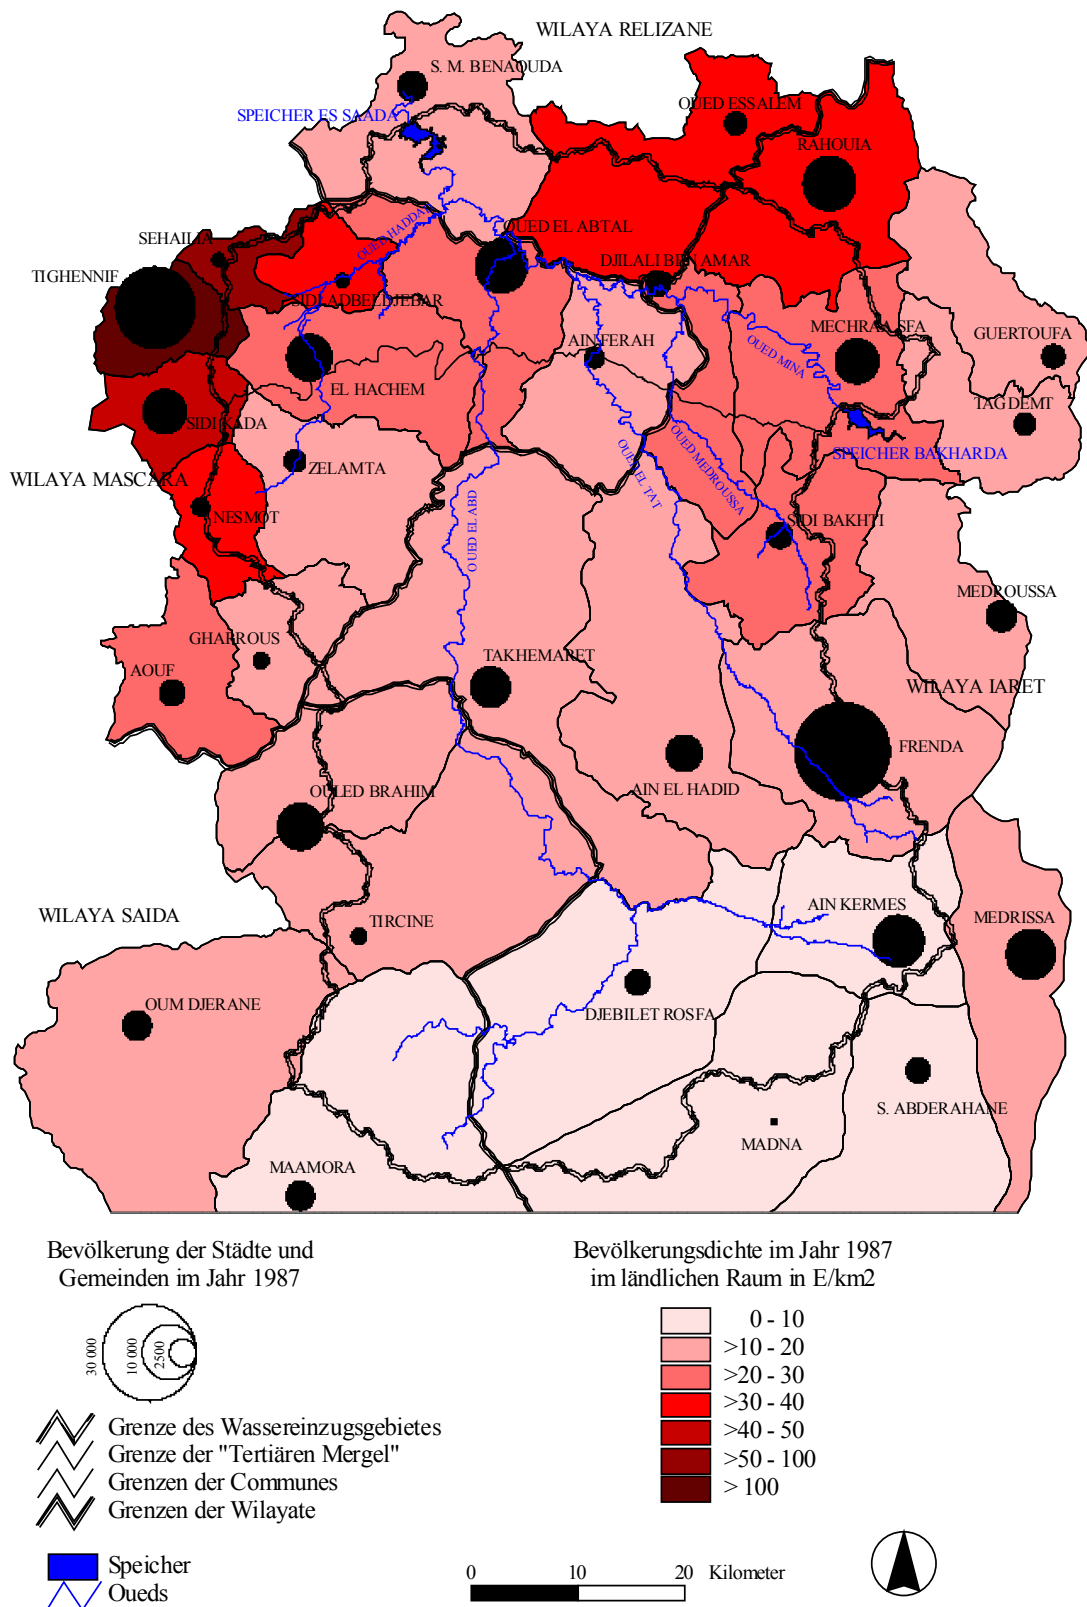 WILAYA RELIZANE
S. M. BENAOUDA
SPEICHER ES SAADA
OUED ESSALEM
RAHOUIA
OUED HADDAD
OUED EL ABTAL
SEHAILIA
DJILALI BEN AMAR
TIGHENNIF
SIDI ADBELDJEBAR
MECHRAA SFA
GUERTOUFA
AIN FERAH
OUED MINA
EL HACHEM
TAGDEMT
SIDI KADA
OUED MEDROUSSA
SPEICHER BAKHARDA
ZELAMTA
OUED EL TAT
WILAYA MASCARA
NESMOT
OUED EL ABD
SIDI BAKHTI
MEDROUSSA
GHARROUS
TAKHEMARET
AOUF
WILAYA IARET
FRENDA
OULED BRAHIM
AIN EL HADID
WILAYA SAIDA
TIRCINE
AIN KERMES
MEDRISSA
OUM DJERANE
DJEBILET ROSFA
S. ABDERAHANE
MADNA
MAAMORA
Bevölkerung der Städte und
Gemeinden im Jahr 1987
30 000
10 000
2500
Grenze des Wassereinzugsgebietes
Grenze der "Tertiären Mergel"
Grenzen der Communes
Grenzen der Wilayate
Speicher
Oueds
Bevölkerungsdichte im Jahr 1987
im ländlichen Raum in E/km2
0 - 10
>10 - 20
>20 - 30
>30 - 40
>40 - 50
>50 - 100
> 100
0 10 20 Kilometer